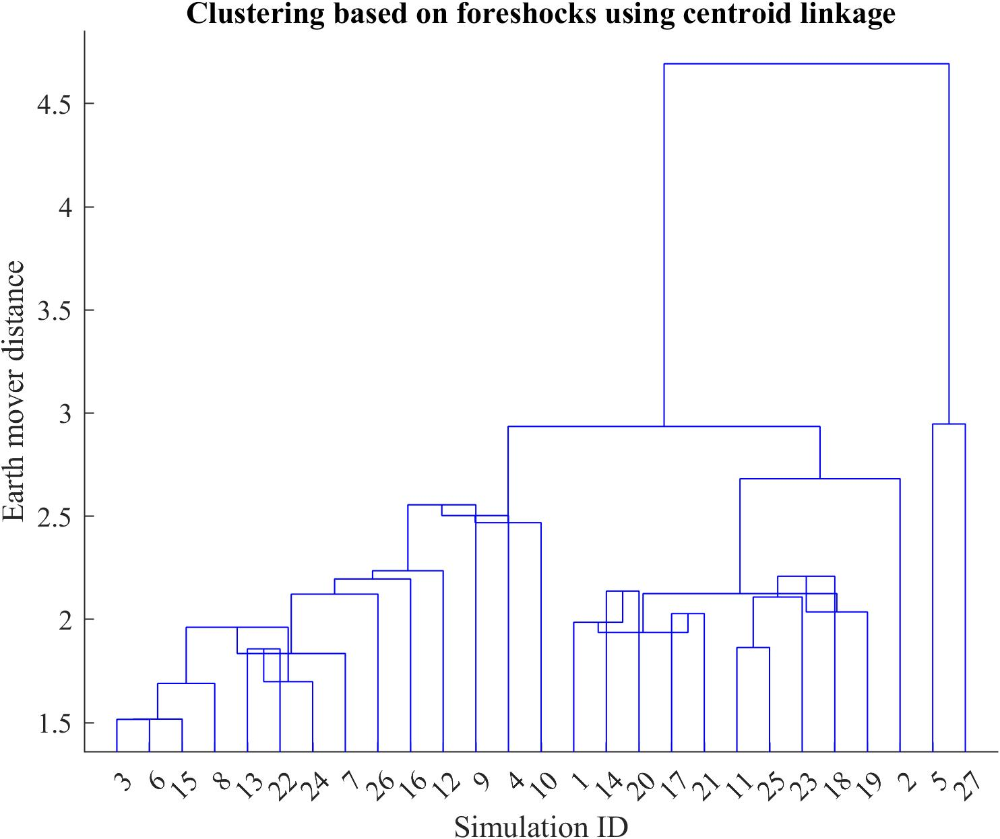 Clustering based on foreshocks using centroid linkage
4.5
4
3.5
3
2.5
2
1.5
Earth mover distance
3 6 15 8 13 22 24 7 26 16 12 9 4 10 1 14 20 17 21 11 25 23 18 19 2 5 27
Simulation ID